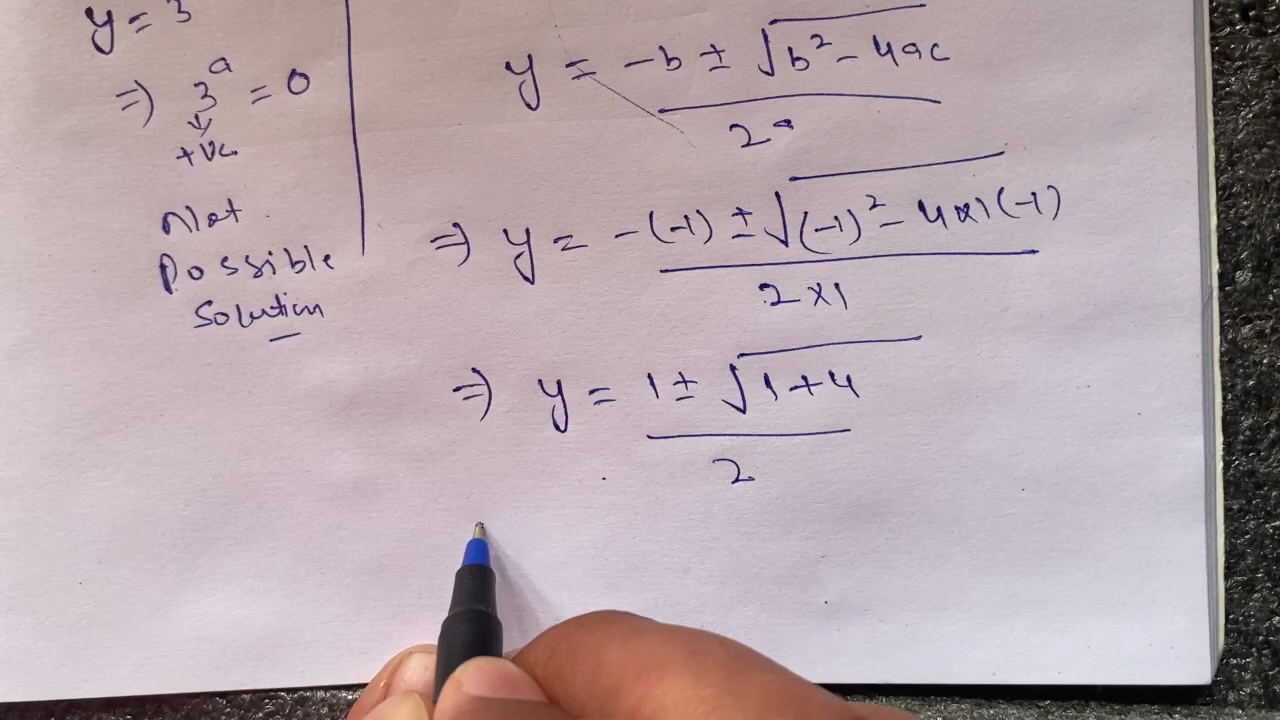 y = 3
⇒ 3^a = 0
↓
+ve
Not
Possible
Solution
y = -b ± √(b² - 4ac)
2a
⇒ y = -(-1) ± √((-1)² - 4×1(-1))
2×1
⇒ y = 1 ± √(1+4)
2